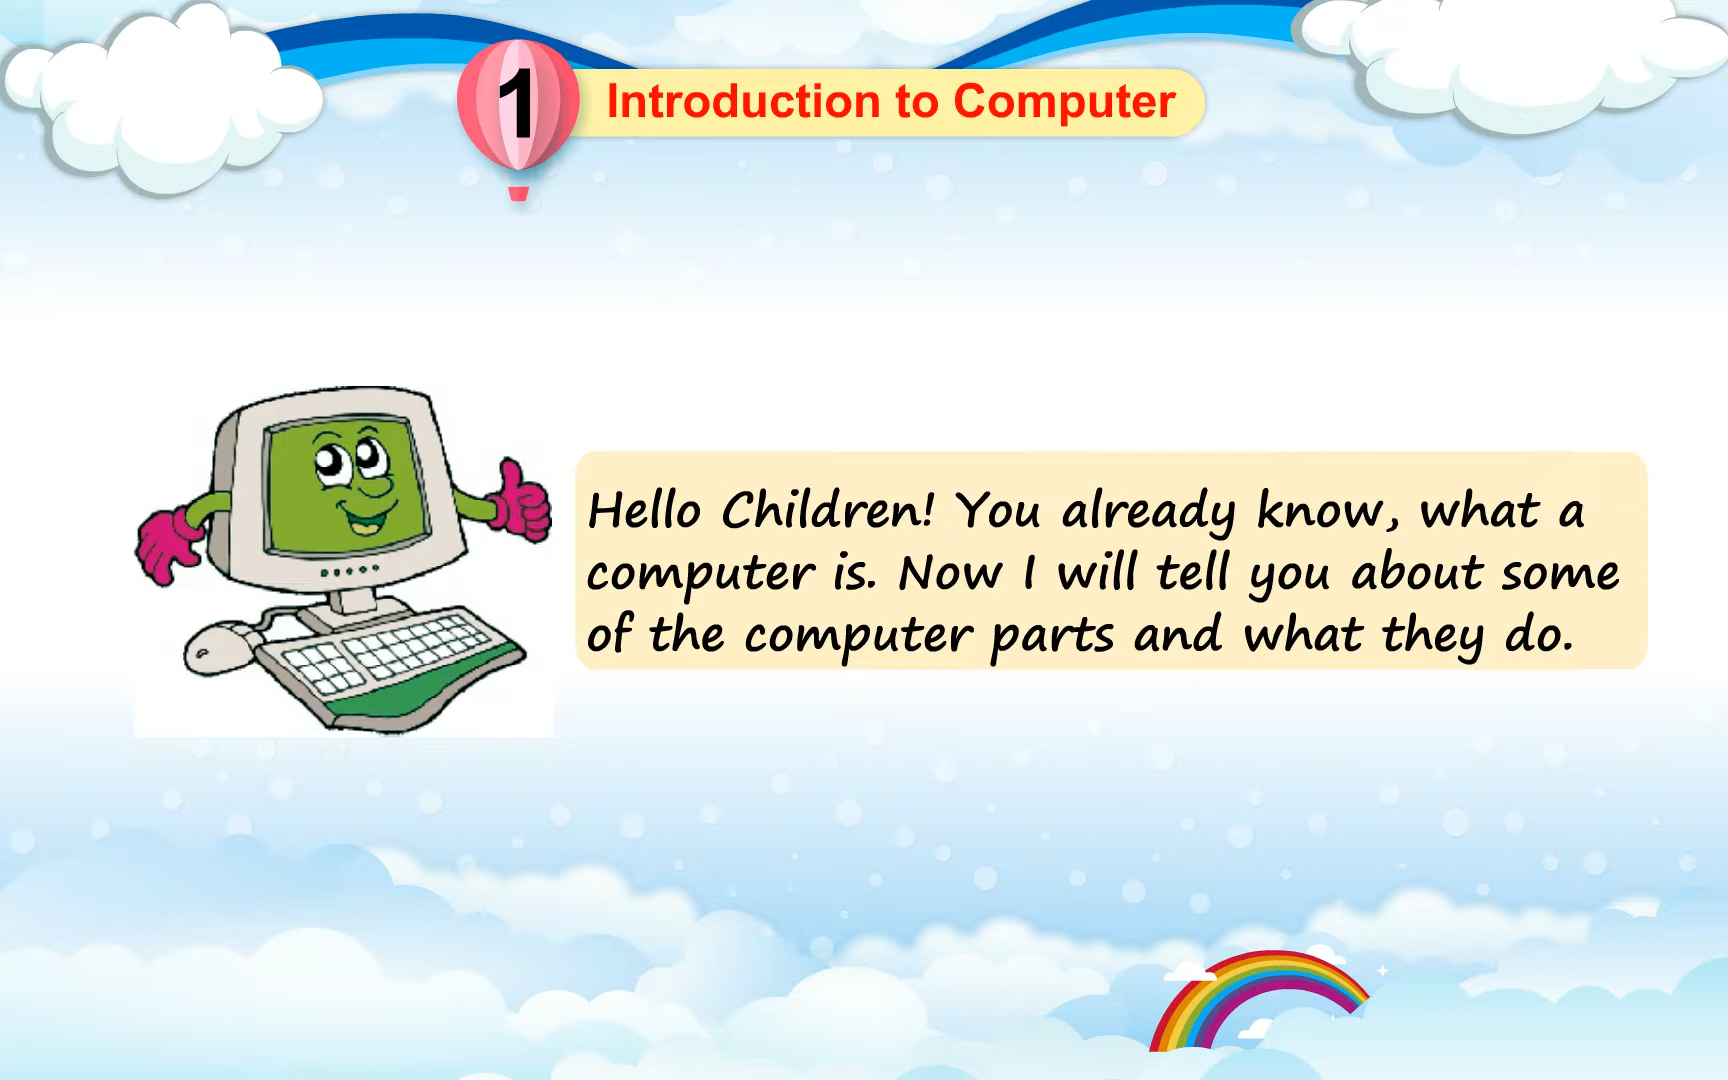 1
Introduction to Computer
Hello Children! You already know, what a
computer is. Now I will tell you about some
of the computer parts and what they do.